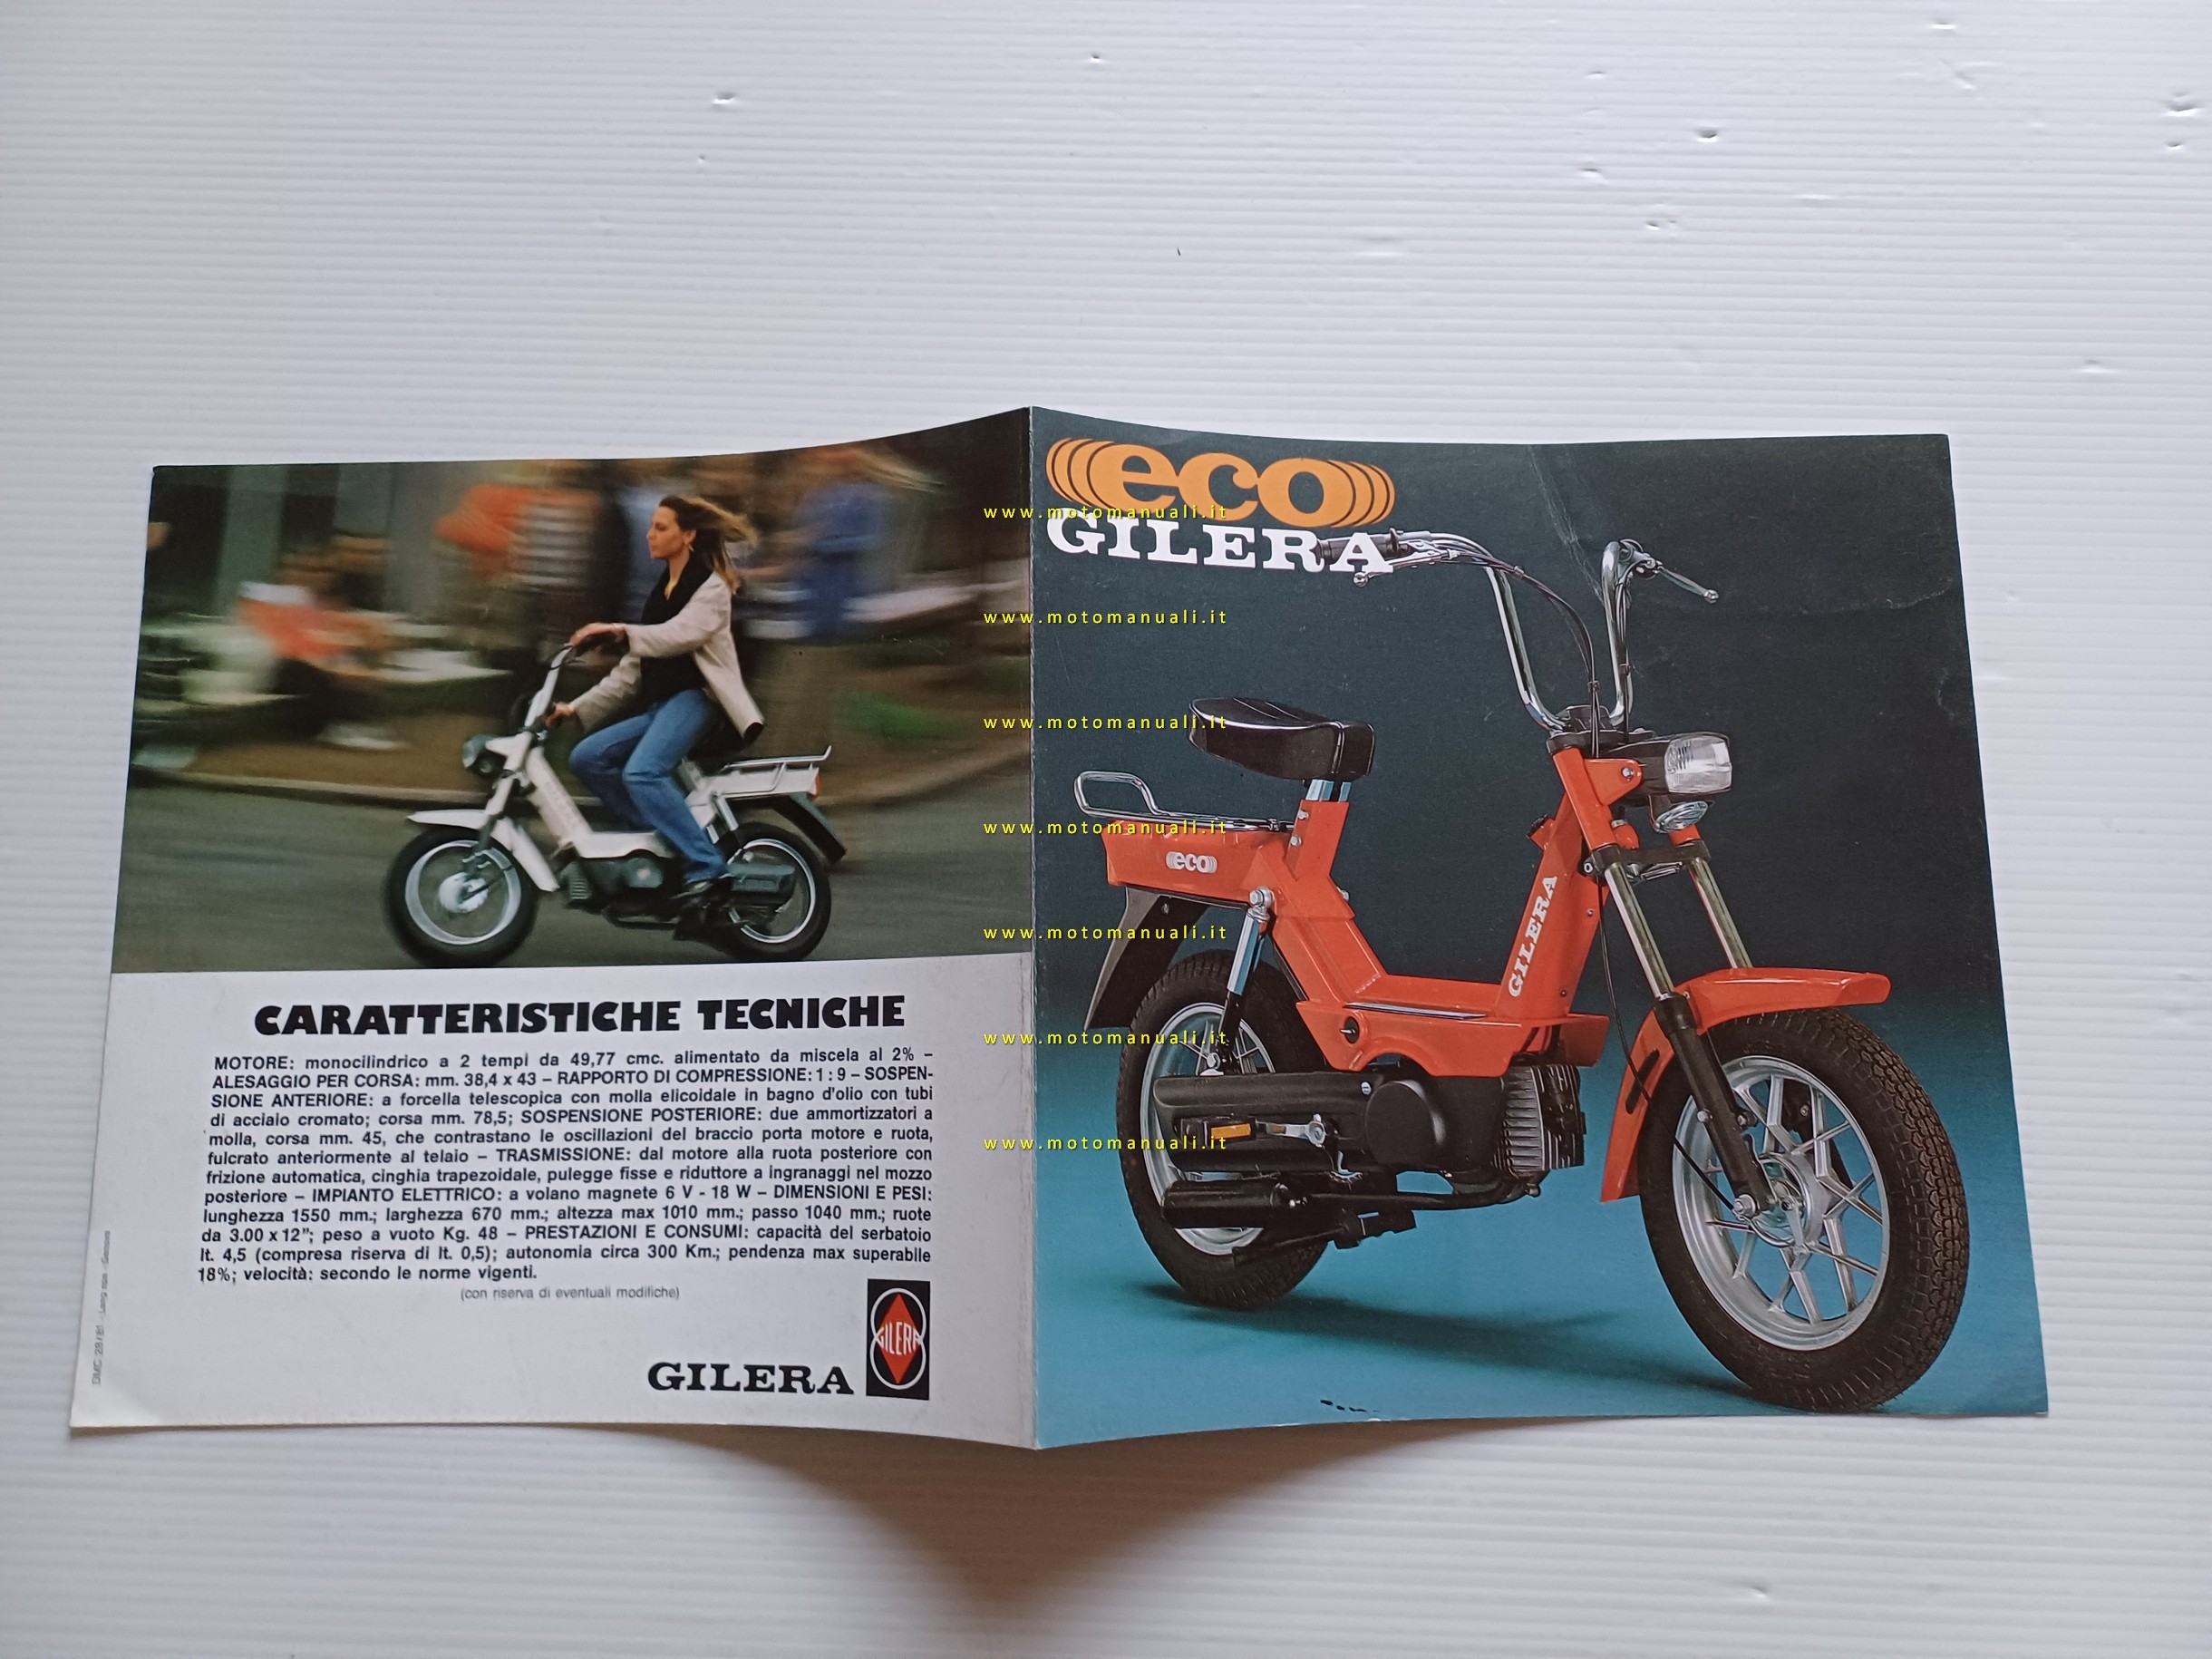 CARATTERISTICHE TECNICHE
MOTORE: monocilindrico a 2 tempi da 49,77 cmc. alimentato da miscela al 2% –
ALESAGGIO PER CORSA: mm. 38,4 x 43 – RAPPORTO DI COMPRESSIONE: 1 : 9 – SOSPEN-
SIONE ANTERIORE: a forcella telescopica con molla elicoidale in bagno d'olio con tubi
di acciaio cromato; corsa mm. 78,5; SOSPENSIONE POSTERIORE: due ammortizzatori a
molla, corsa mm. 45, che contrastano le oscillazioni del braccio porta motore e ruota,
fulcrato anteriormente al telaio – TRASMISSIONE: dal motore alla ruota posteriore con
frizione automatica, cinghia trapezoidale, pulegge fisse e riduttore a ingranaggi nel mozzo
posteriore – IMPIANTO ELETTRICO: a volano magnete 6 V - 18 W – DIMENSIONI E PESI:
lunghezza 1550 mm.; larghezza 670 mm.; altezza max 1010 mm.; passo 1040 mm.; ruote
da 3.00 x 12"; peso a vuoto Kg. 48 – PRESTAZIONI E CONSUMI: capacità del serbatoio
lt. 4,5 (compresa riserva di lt. 0,5); autonomia circa 300 Km.; pendenza max superabile
18%; velocità: secondo le norme vigenti.
(con riserva di eventuali modifiche)
GILERA
GILERA
DMC 28/81 - Lang spa - Genova
eco
GILERA
eco
GILERA
www.motomanuali.it
www.motomanuali.it
www.motomanuali.it
www.motomanuali.it
www.motomanuali.it
www.motomanuali.it
www.motomanuali.it